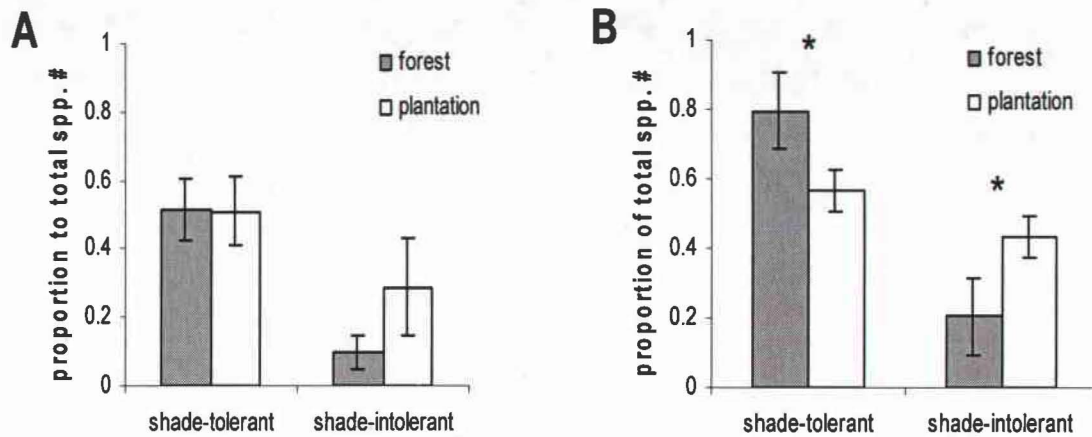 A
proportion to total spp. #
1
0.8
0.6
0.4
0.2
0
forest
plantation
shade-tolerant
shade-intolerant
B
proportion of total spp. #
1
0.8
0.6
0.4
0.2
0
*
*
forest
plantation
shade-tolerant
shade-intolerant